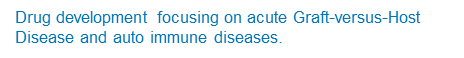 Drug development focusing on acute Graft-versus-Host
Disease and auto immune diseases.